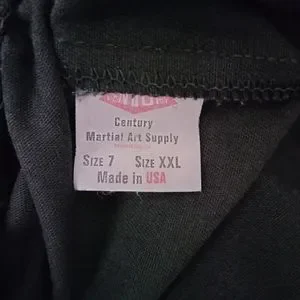 Century
Martial Art Supply
SIZE 7 SIZE XXL
Made in USA